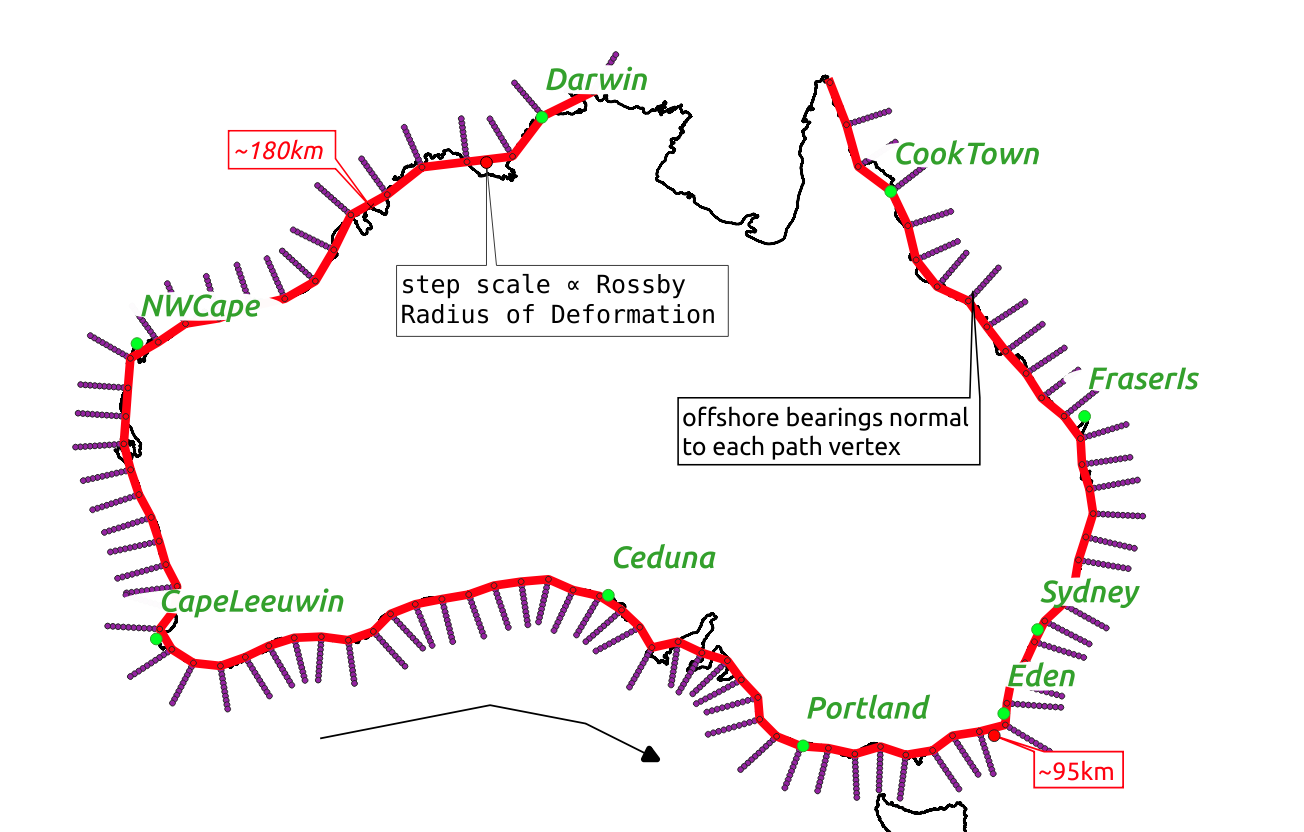 Darwin
~180km
CookTown
step scale ∝ Rossby
Radius of Deformation
NWCape
FraserIs
offshore bearings normal
to each path vertex
Ceduna
CapeLeeuwin
Sydney
Eden
Portland
~95km